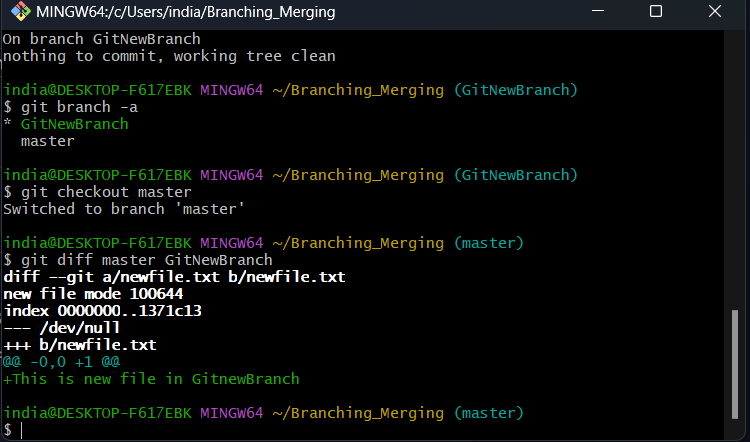 MINGW64:/c/Users/india/Branching_Merging
On branch GitNewBranch
nothing to commit, working tree clean
india@DESKTOP-F617EBK MINGW64 ~/Branching_Merging (GitNewBranch)
$ git branch -a
* GitNewBranch
  master
india@DESKTOP-F617EBK MINGW64 ~/Branching_Merging (GitNewBranch)
$ git checkout master
Switched to branch 'master'
india@DESKTOP-F617EBK MINGW64 ~/Branching_Merging (master)
$ git diff master GitNewBranch
diff --git a/newfile.txt b/newfile.txt
new file mode 100644
index 0000000..1371c13
--- /dev/null
+++ b/newfile.txt
@@ -0,0 +1 @@
+This is new file in GitnewBranch
india@DESKTOP-F617EBK MINGW64 ~/Branching_Merging (master)
$